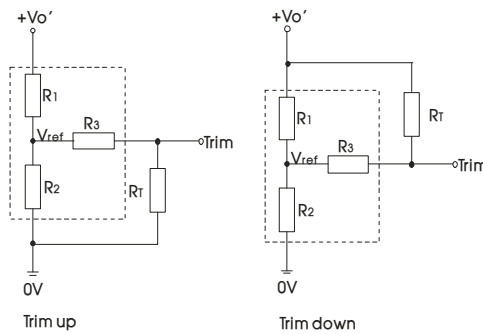 +Vo'
R1
Vref
R3
Trim
R2
RT
0V
Trim up
+Vo'
R1
RT
Vref
R3
Trim
R2
0V
Trim down